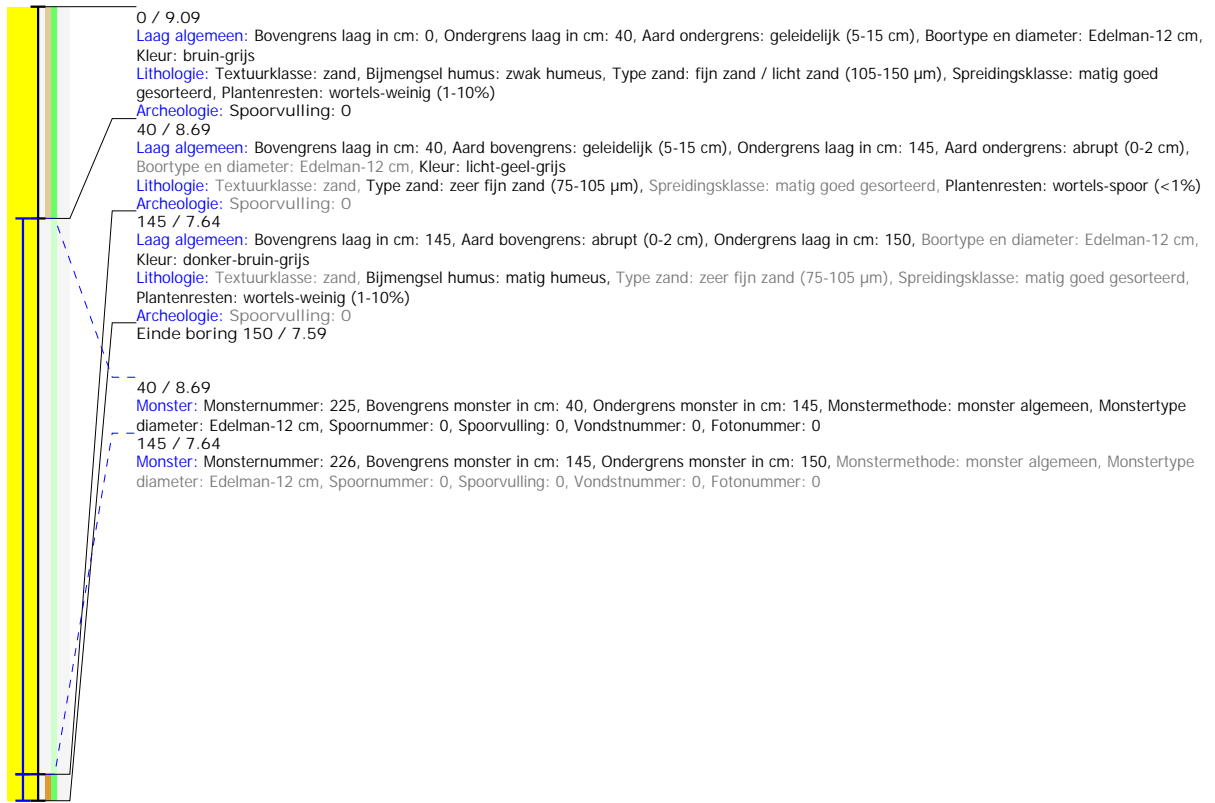 0 / 9.09
Laag algemeen: Bovengrens laag in cm: 0, Ondergrens laag in cm: 40, Aard ondergrens: geleidelijk (5-15 cm), Boortype en diameter: Edelman-12 cm,
Kleur: bruin-grijs
Lithologie: Textuurklasse: zand, Bijmengsel humus: zwak humeus, Type zand: fijn zand / licht zand (105-150 µm), Spreidingsklasse: matig goed
gesorteerd, Plantenresten: wortels-weinig (1-10%)
Archeologie: Spoorvulling: 0
40 / 8.69
Laag algemeen: Bovengrens laag in cm: 40, Aard bovengrens: geleidelijk (5-15 cm), Ondergrens laag in cm: 145, Aard ondergrens: abrupt (0-2 cm),
Boortype en diameter: Edelman-12 cm, Kleur: licht-geel-grijs
Lithologie: Textuurklasse: zand, Type zand: zeer fijn zand (75-105 µm), Spreidingsklasse: matig goed gesorteerd, Plantenresten: wortels-spoor (<1%)
Archeologie: Spoorvulling: 0
145 / 7.64
Laag algemeen: Bovengrens laag in cm: 145, Aard bovengrens: abrupt (0-2 cm), Ondergrens laag in cm: 150, Boortype en diameter: Edelman-12 cm,
Kleur: donker-bruin-grijs
Lithologie: Textuurklasse: zand, Bijmengsel humus: matig humeus, Type zand: zeer fijn zand (75-105 µm), Spreidingsklasse: matig goed gesorteerd,
Plantenresten: wortels-weinig (1-10%)
Archeologie: Spoorvulling: 0
Einde boring 150 / 7.59
40 / 8.69
Monster: Monsternummer: 225, Bovengrens monster in cm: 40, Ondergrens monster in cm: 145, Monstermethode: monster algemeen, Monstertype
diameter: Edelman-12 cm, Spoornummer: 0, Spoorvulling: 0, Vondstnummer: 0, Fotonummer: 0
145 / 7.64
Monster: Monsternummer: 226, Bovengrens monster in cm: 145, Ondergrens monster in cm: 150, Monstermethode: monster algemeen, Monstertype
diameter: Edelman-12 cm, Spoornummer: 0, Spoorvulling: 0, Vondstnummer: 0, Fotonummer: 0